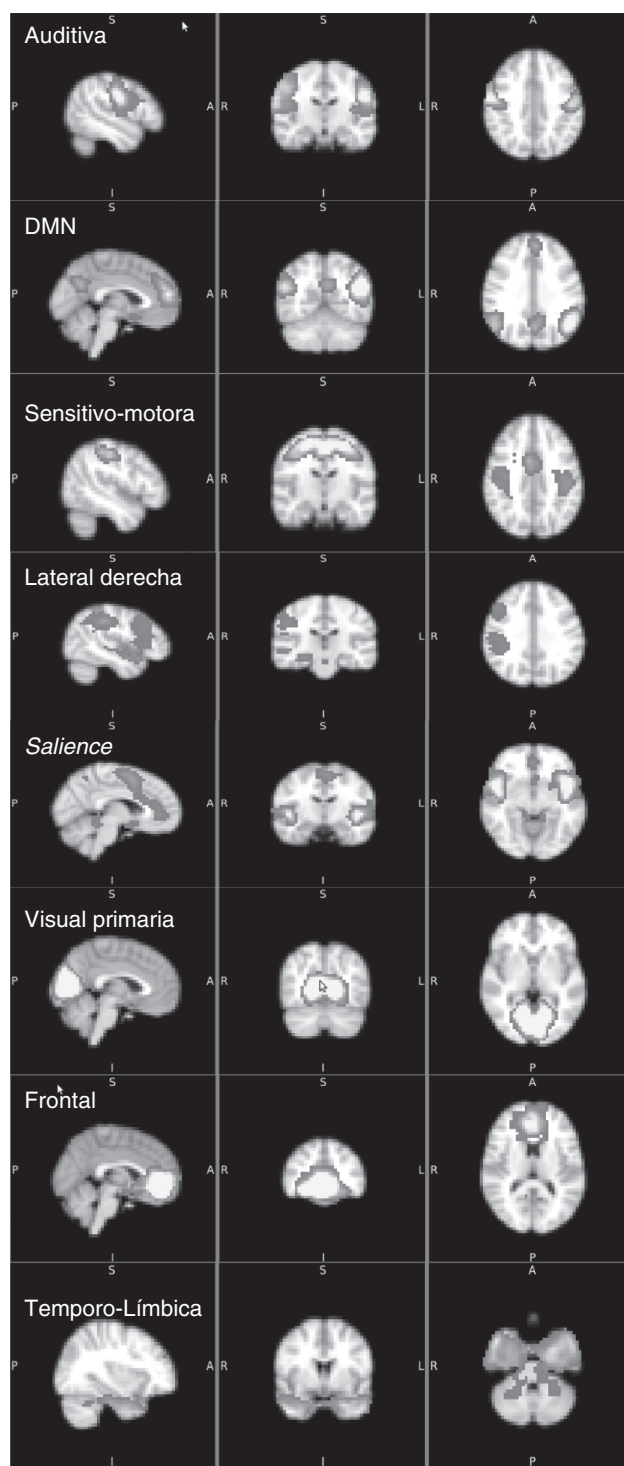 S S A
Auditiva
P A R L R
I I P
S S A
DMN
P A R L R
I I P
S S A
Sensitivo-motora
P A R L R
I I P
S S A
Lateral derecha
P A R L R
I I P
S S A
Salience
P A R L R
I I P
S S A
Visual primaria
P A R L R
I I P
S S A
Frontal
P A R L R
I I P
S S A
Temporo-Límbica
P A R L R
I I P